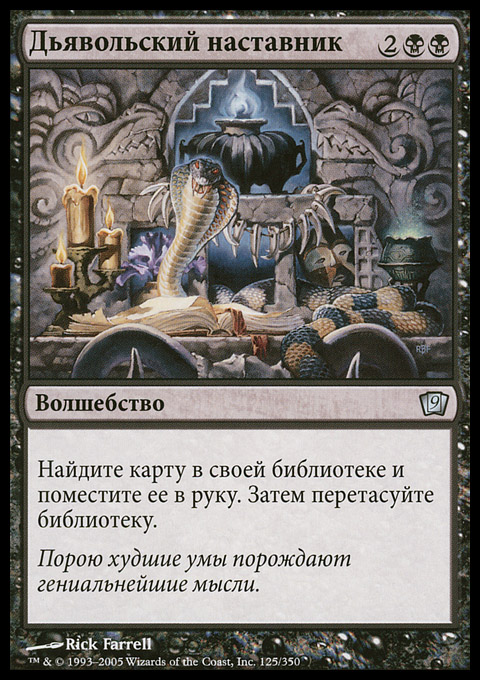 Дьявольский наставник 2
Волшебство 9
Найдите карту в своей библиотеке и
поместите ее в руку. Затем перетасуйте
библиотеку.
Порою худшие умы порождают
гениальнейшие мысли.
Rick Farrell
™ & © 1993–2005 Wizards of the Coast, Inc. 125/350